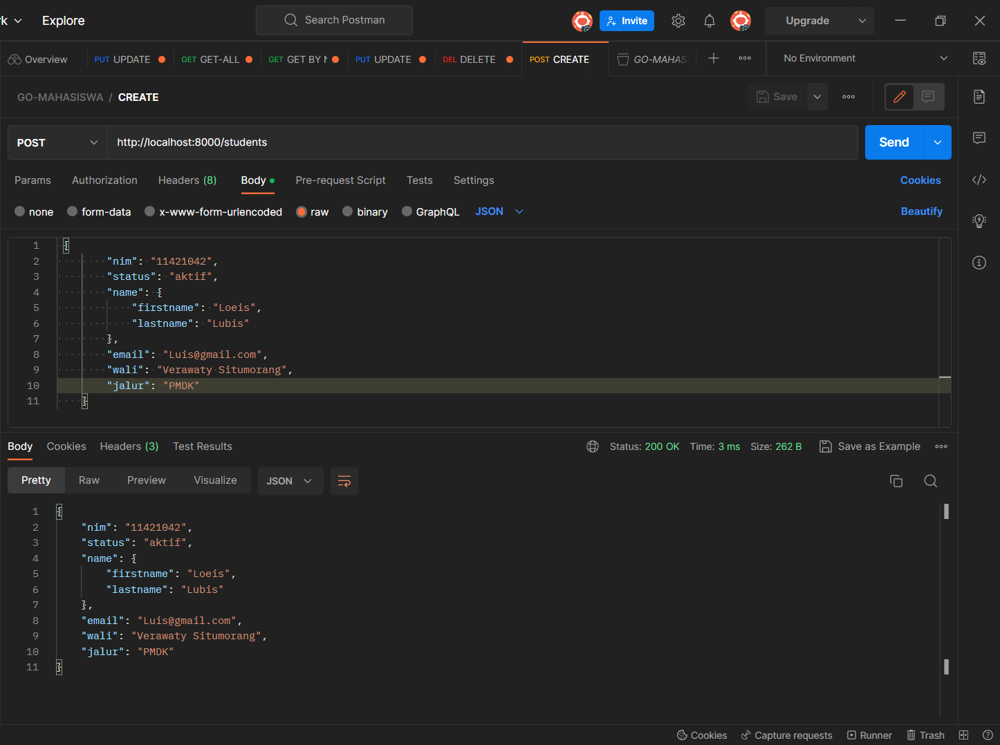 rk Explore Search Postman Invite Upgrade
Overview PUT UPDATE GET GET-ALL GET GET BY N PUT UPDATE DEL DELETE POST CREATE GO-MAHAS No Environment
GO-MAHASISWA / CREATE Save
POST http://localhost:8000/students Send
Params Authorization Headers (8) Body Pre-request Script Tests Settings Cookies
none form-data x-www-form-urlencoded raw binary GraphQL JSON Beautify
1 {
2 "nim": "11421042",
3 "status": "aktif",
4 "name": {
5 "firstname": "Loeis",
6 "lastname": "Lubis"
7 },
8 "email": "Luis@gmail.com",
9 "wali": "Verawaty Situmorang",
10 "jalur": "PMDK"
11 }
Body Cookies Headers (3) Test Results Status: 200 OK Time: 3 ms Size: 262 B Save as Example
Pretty Raw Preview Visualize JSON
1 {
2 "nim": "11421042",
3 "status": "aktif",
4 "name": {
5 "firstname": "Loeis",
6 "lastname": "Lubis"
7 },
8 "email": "Luis@gmail.com",
9 "wali": "Verawaty Situmorang",
10 "jalur": "PMDK"
11 }
Cookies Capture requests Runner Trash